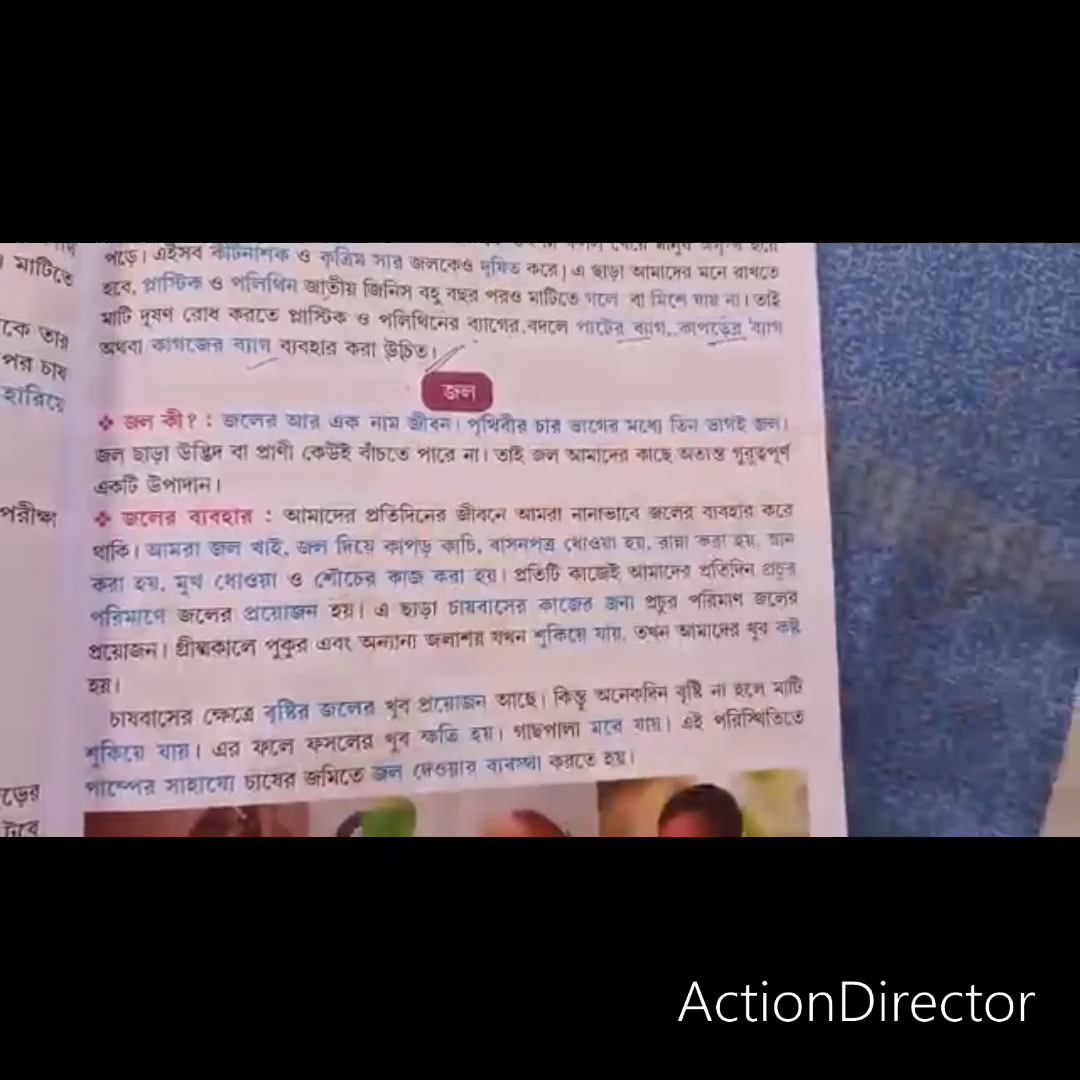 মাটিতে
কে তার
পর চাষ
হারিয়ে
পরীক্ষা
ড়ের
টবে
পড়ে। এইসব কীটনাশক ও কৃত্রিম সার জলকেও দূষিত করে। এ ছাড়া আমাদের মনে রাখতে
হবে, প্লাস্টিক ও পলিথিন জাতীয় জিনিস বহু বছর পরও মাটিতে গলে বা মিশে যায় না। তাই
মাটি দূষণ রোধ করতে প্লাস্টিক ও পলিথিনের ব্যাগের বদলে পাটের ব্যাগ, কাপড়ের ব্যাগ
অথবা কাগজের ব্যাগ ব্যবহার করা উচিত।
জল
❖ জল কী? : জলের আর এক নাম জীবন। পৃথিবীর চার ভাগের মধ্যে তিন ভাগই জল।
জল ছাড়া উদ্ভিদ বা প্রাণী কেউই বাঁচতে পারে না। তাই জল আমাদের কাছে অত্যন্ত গুরুত্বপূর্ণ
একটি উপাদান।
❖ জলের ব্যবহার : আমাদের প্রতিদিনের জীবনে আমরা নানাভাবে জলের ব্যবহার করে
থাকি। আমরা জল খাই, জল দিয়ে কাপড় কাচি, বাসনপত্র ধোওয়া হয়, রান্না করা হয়, স্নান
করা হয়, মুখ ধোওয়া ও শৌচের কাজ করা হয়। প্রতিটি কাজেই আমাদের প্রতিদিন প্রচুর
পরিমাণে জলের প্রয়োজন হয়। এ ছাড়া চাষবাসের কাজের জন্য প্রচুর পরিমাণ জলের
প্রয়োজন। গ্রীষ্মকালে পুকুর এবং অন্যান্য জলাশয় যখন শুকিয়ে যায়, তখন আমাদের খুব কষ্ট
হয়।
চাষবাসের ক্ষেত্রে বৃষ্টির জলের খুব প্রয়োজন আছে। কিন্তু অনেকদিন বৃষ্টি না হলে মাটি
শুকিয়ে যায়। এর ফলে ফসলের খুব ক্ষতি হয়। গাছপালা মরে যায়। এই পরিস্থিতিতে
পাম্পের সাহায্যে চাষের জমিতে জল দেওয়ার ব্যবস্থা করতে হয়।
ActionDirector